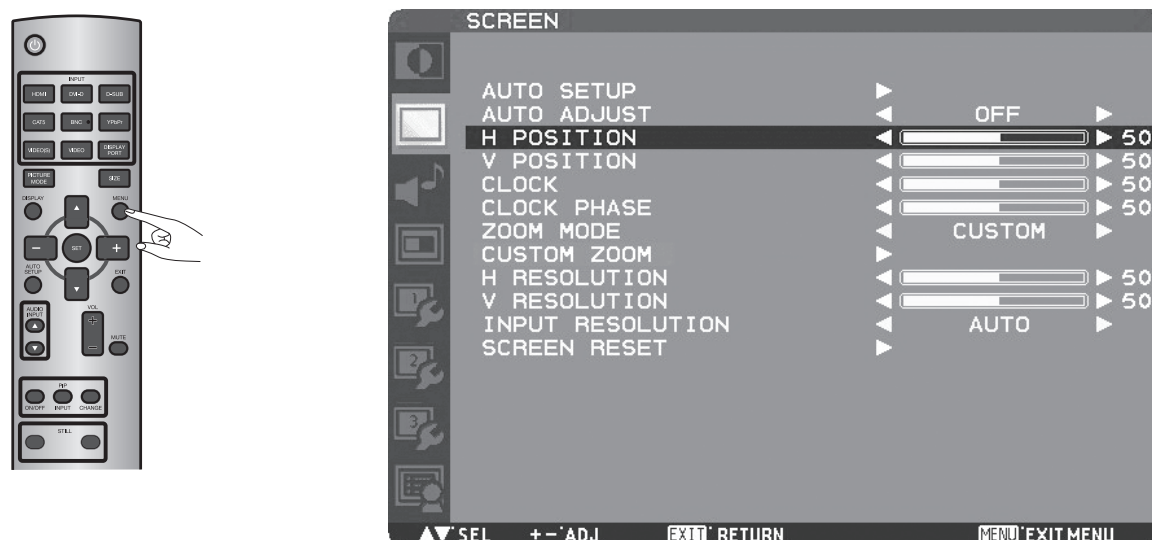 INPUT
HDMI DVI-D D-SUB
CAT5 BNC YPbPr
VIDEO(S) VIDEO DISPLAY PORT
PICTURE MODE SIZE
DISPLAY MENU
SET
AUTO SETUP EXIT
AUDIO INPUT VOL
+
− MUTE
PIP
ON/OFF INPUT CHANGE
STILL
SCREEN
AUTO SETUP
AUTO ADJUST OFF
H POSITION 50
V POSITION 50
CLOCK 50
CLOCK PHASE 50
ZOOM MODE CUSTOM
CUSTOM ZOOM
H RESOLUTION 50
V RESOLUTION 50
INPUT RESOLUTION AUTO
SCREEN RESET
1
2
3
▲▼:SEL +−:ADJ EXIT:RETURN MENU:EXIT MENU